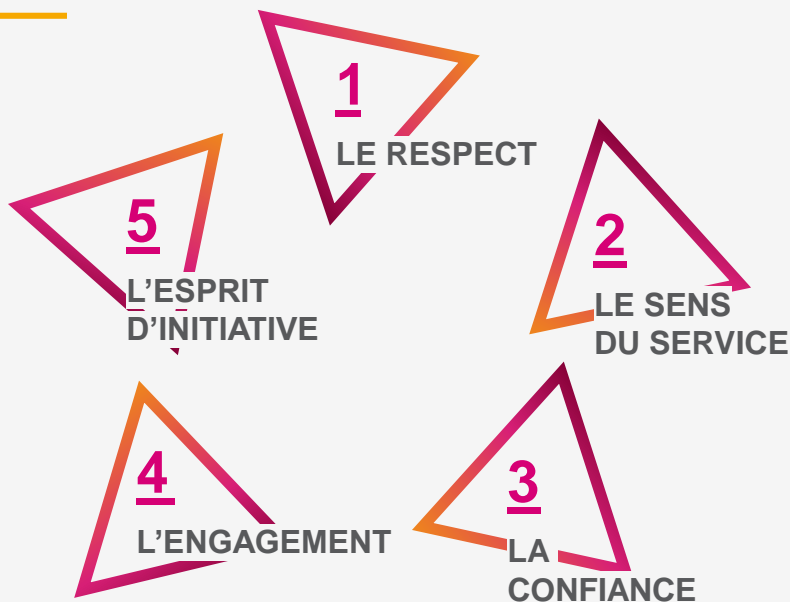 1
LE RESPECT
2
LE SENS
DU SERVICE
3
LA
CONFIANCE
4
L’ENGAGEMENT
5
L’ESPRIT
D’INITIATIVE